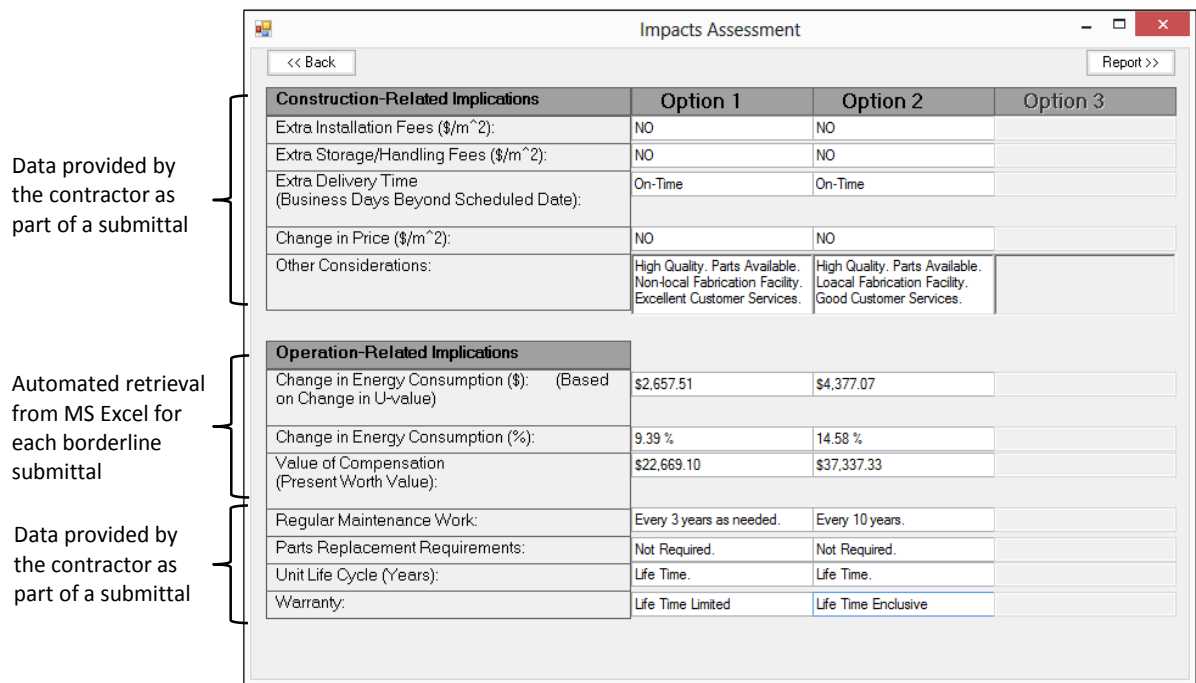 Impacts Assessment
<< Back
Report >>
Construction-Related Implications Option 1 Option 2 Option 3
Extra Installation Fees ($/m^2): NO NO
Extra Storage/Handling Fees ($/m^2): NO NO
Extra Delivery Time
(Business Days Beyond Scheduled Date): On-Time On-Time
Change in Price ($/m^2): NO NO
Other Considerations:
High Quality. Parts Available.
Non-local Fabrication Facility.
Excellent Customer Services.
High Quality. Parts Available.
Loacal Fabrication Facility.
Good Customer Services.
Data provided by
the contractor as
part of a submittal
Operation-Related Implications
Change in Energy Consumption ($): (Based
on Change in U-value) $2,657.51 $4,377.07
Change in Energy Consumption (%): 9.39 % 14.58 %
Value of Compensation
(Present Worth Value): $22,669.10 $37,337.33
Automated retrieval
from MS Excel for
each borderline
submittal
Regular Maintenance Work: Every 3 years as needed. Every 10 years.
Parts Replacement Requirements: Not Required. Not Required.
Unit Life Cycle (Years): Life Time. Life Time.
Warranty: Life Time Limited Life Time Enclusive
Data provided by
the contractor as
part of a submittal